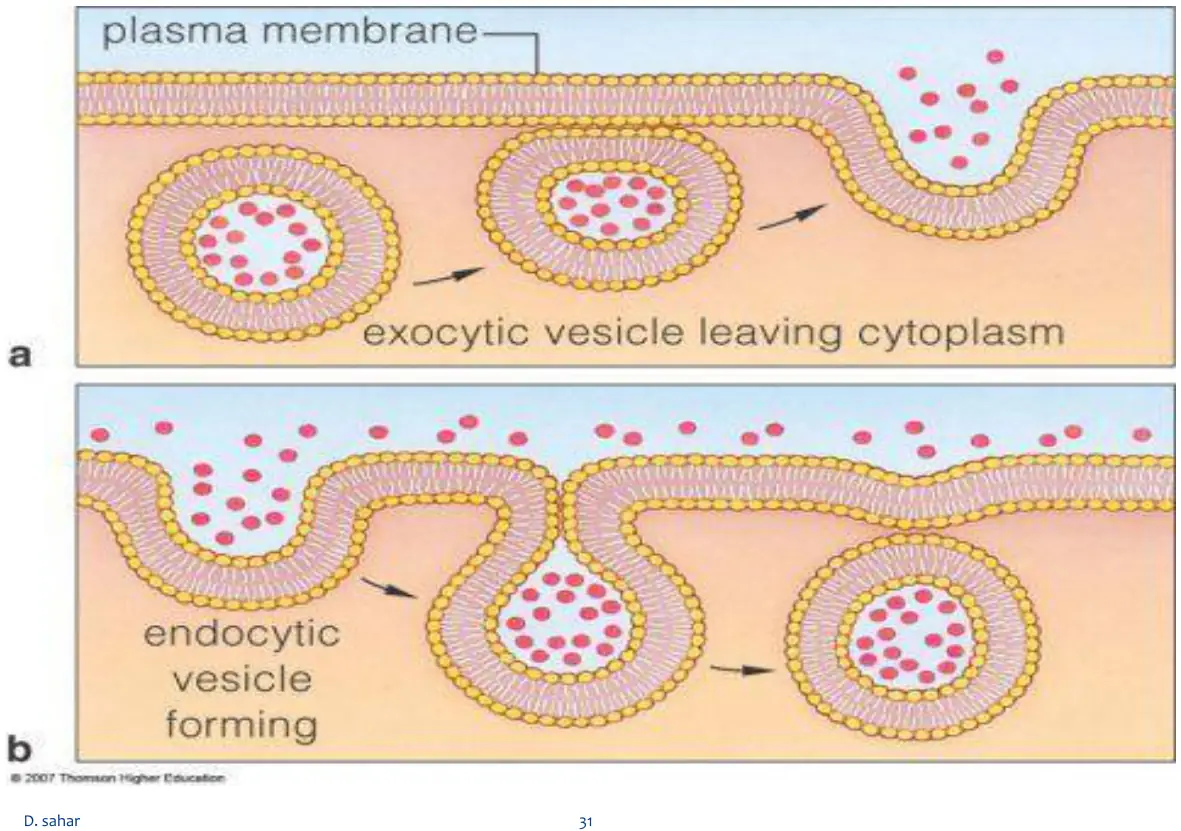 plasma membrane
exocytic vesicle leaving cytoplasm
a
endocytic
vesicle
forming
b
© 2007 Thomson Higher Education
D. sahar
31